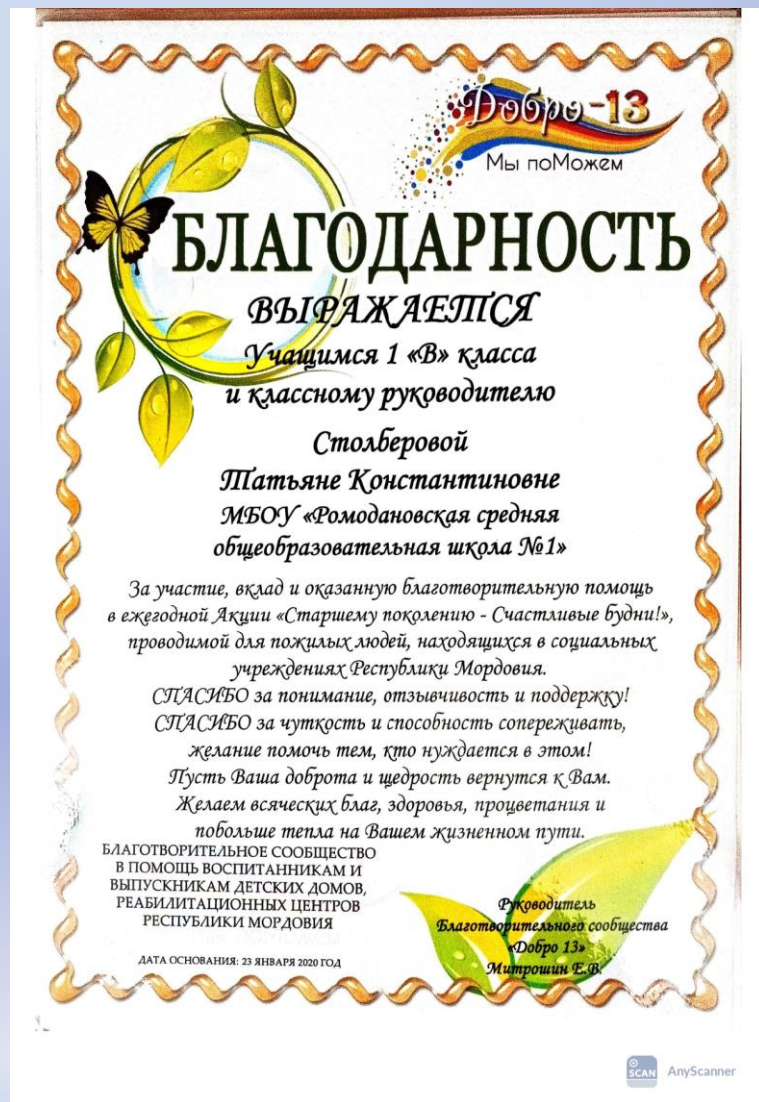 Добро-13
Мы поМожем
БЛАГОДАРНОСТЬ
ВЫРАЖАЕТСЯ
Учащимся 1 «В» класса
и классному руководителю
Столберовой
Татьяне Константиновне
МБОУ «Ромодановская средняя
общеобразовательная школа №1»
За участие, вклад и оказанную благотворительную помощь
в ежегодной Акции «Старшему поколению - Счастливые будни!»,
проводимой для пожилых людей, находящихся в социальных
учреждениях Республики Мордовия.
СПАСИБО за понимание, отзывчивость и поддержку!
СПАСИБО за чуткость и способность сопереживать,
желание помочь тем, кто нуждается в этом!
Пусть Ваша доброта и щедрость вернутся к Вам.
Желаем всяческих благ, здоровья, процветания и
побольше тепла на Вашем жизненном пути.
БЛАГОТВОРИТЕЛЬНОЕ СООБЩЕСТВО
В ПОМОЩЬ ВОСПИТАННИКАМ И
ВЫПУСКНИКАМ ДЕТСКИХ ДОМОВ,
РЕАБИЛИТАЦИОННЫХ ЦЕНТРОВ
РЕСПУБЛИКИ МОРДОВИЯ
ДАТА ОСНОВАНИЯ: 23 ЯНВАРЯ 2020 ГОД
Руководитель
Благотворительного сообщества
«Добро 13»
Митрошин Е.В.
SCAN AnyScanner